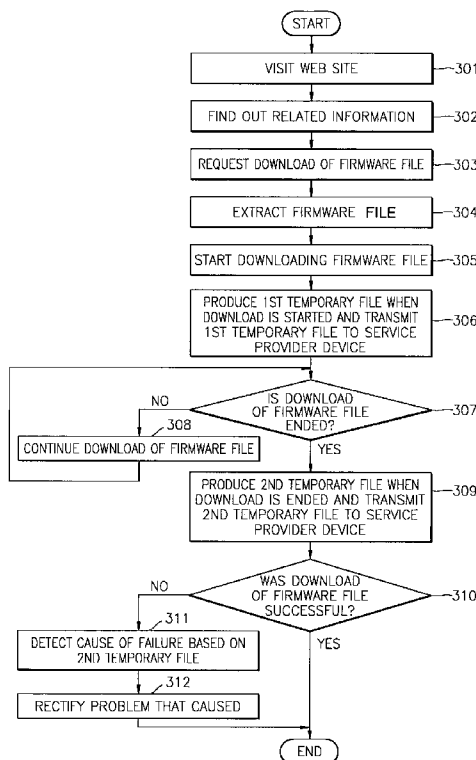 START
VISIT WEB SITE
301
FIND OUT RELATED INFORMATION
302
REQUEST DOWNLOAD OF FIRMWARE FILE
303
EXTRACT FIRMWARE FILE
304
START DOWNLOADING FIRMWARE FILE
305
PRODUCE 1ST TEMPORARY FILE WHEN
DOWNLOAD IS STARTED AND TRANSMIT
1ST TEMPORARY FILE TO SERVICE
PROVIDER DEVICE
306
IS DOWNLOAD
OF FIRMWARE FILE
ENDED?
307
NO
308
CONTINUE DOWNLOAD OF FIRMWARE FILE
YES
PRODUCE 2ND TEMPORARY FILE WHEN
DOWNLOAD IS ENDED AND TRANSMIT
2ND TEMPORARY FILE TO SERVICE
PROVIDER DEVICE
309
WAS DOWNLOAD
OF FIRMWARE FILE
SUCCESSFUL?
310
NO
311
DETECT CAUSE OF FAILURE BASED ON
2ND TEMPORARY FILE
YES
312
RECTIFY PROBLEM THAT CAUSED
END